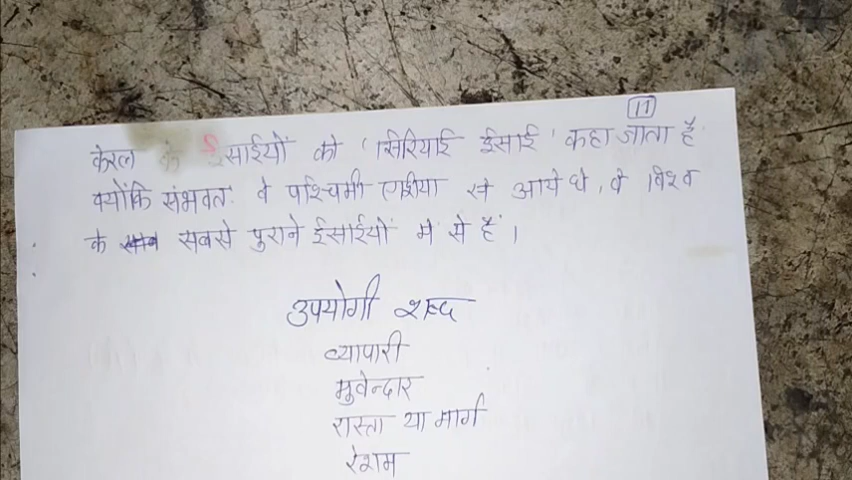 11
केरल के ईसाईयों को 'सिरियाई ईसाई' कहा जाता है
क्योंकि संभवतः वे पश्चिमी एशिया से आये थे, वे विश्व
के सबसे पुराने ईसाईयों में से हैं।
उपयोगी शब्द
व्यापारी
मुवेन्दार
रास्ता या मार्ग
रेशम